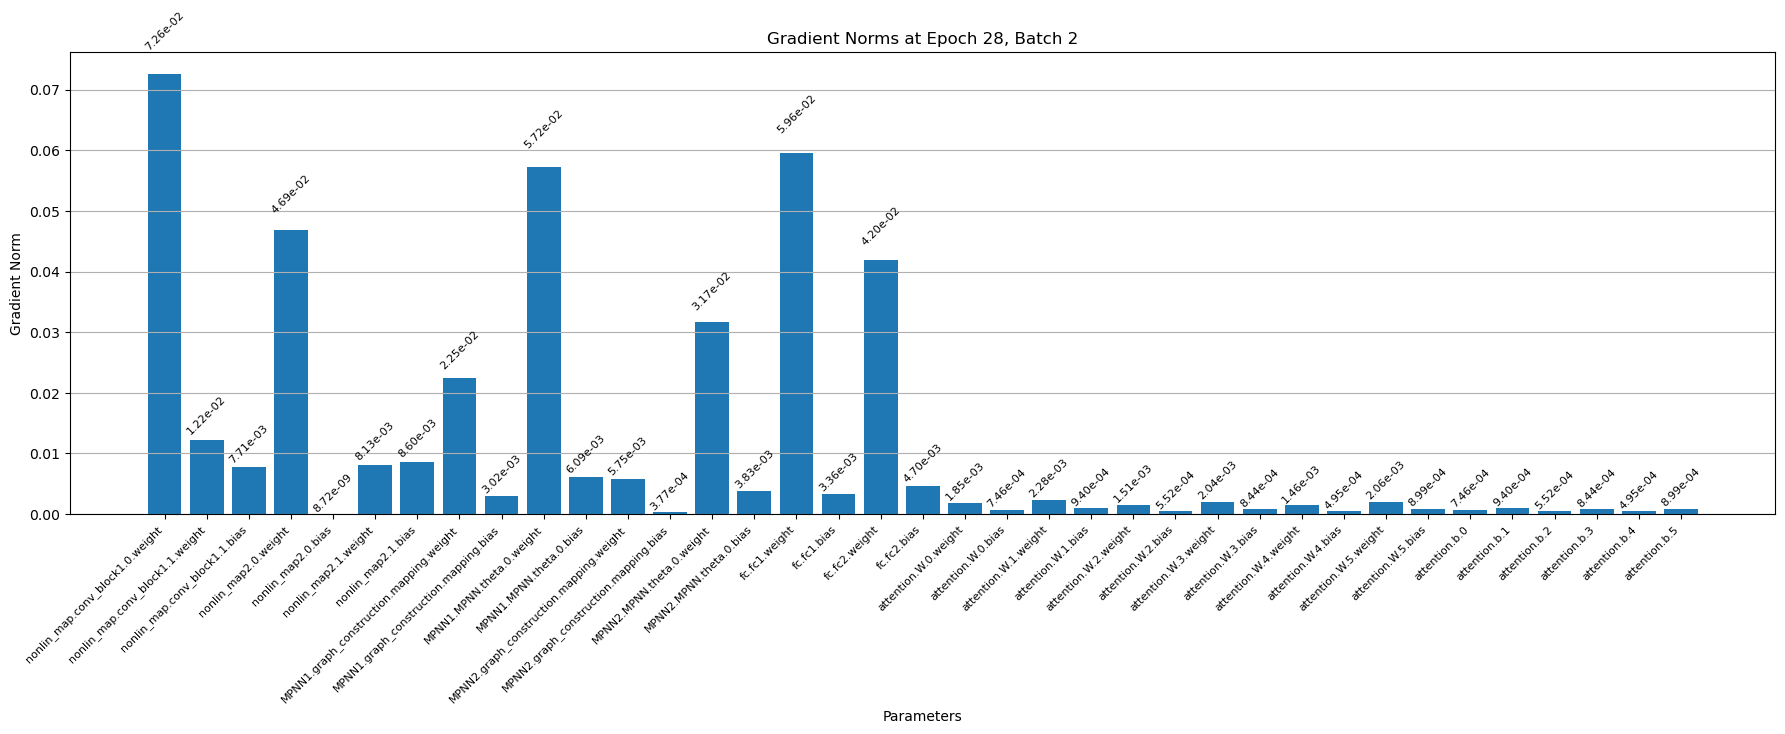 Gradient Norms at Epoch 28, Batch 2
Gradient Norm
0.07
0.06
0.05
0.04
0.03
0.02
0.01
0.00
7.26e-02
1.22e-02
7.71e-03
4.69e-02
8.72e-09
8.13e-03
8.60e-03
2.25e-02
3.02e-03
5.72e-02
6.09e-03
5.75e-03
3.77e-04
3.17e-02
3.83e-03
5.96e-02
3.36e-03
4.20e-02
4.70e-03
1.85e-03
7.46e-04
2.28e-03
9.40e-04
1.51e-03
5.52e-04
2.04e-03
8.44e-04
1.46e-03
4.95e-04
2.06e-03
8.99e-04
7.46e-04
9.40e-04
5.52e-04
8.44e-04
4.95e-04
8.99e-04
nonlin_map.conv_block1.0.weight
nonlin_map.conv_block1.1.weight
nonlin_map.conv_block1.1.bias
nonlin_map2.0.weight
nonlin_map2.0.bias
nonlin_map2.1.weight
nonlin_map2.1.bias
MPNN1.graph_construction.mapping.weight
MPNN1.graph_construction.mapping.bias
MPNN1.MPNN.theta.0.weight
MPNN1.MPNN.theta.0.bias
MPNN2.graph_construction.mapping.weight
MPNN2.graph_construction.mapping.bias
MPNN2.MPNN.theta.0.weight
MPNN2.MPNN.theta.0.bias
fc.fc1.weight
fc.fc1.bias
fc.fc2.weight
fc.fc2.bias
attention.W.0.weight
attention.W.0.bias
attention.W.1.weight
attention.W.1.bias
attention.W.2.weight
attention.W.2.bias
attention.W.3.weight
attention.W.3.bias
attention.W.4.weight
attention.W.4.bias
attention.W.5.weight
attention.W.5.bias
attention.b.0
attention.b.1
attention.b.2
attention.b.3
attention.b.4
attention.b.5
Parameters